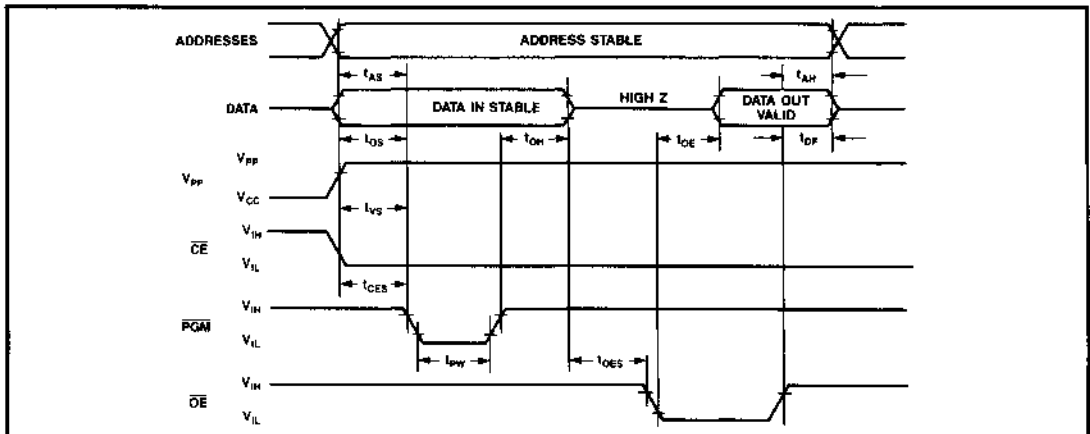 ADDRESSES
ADDRESS STABLE
tAS
tAH
DATA
DATA IN STABLE
HIGH Z
DATA OUT VALID
tDS
tOH
tOE
tDF
VPP
VPP
VCC
tVS
CE
VIH
VIL
tCES
PGM
VIH
VIL
tPW
tOES
OE
VIH
VIL